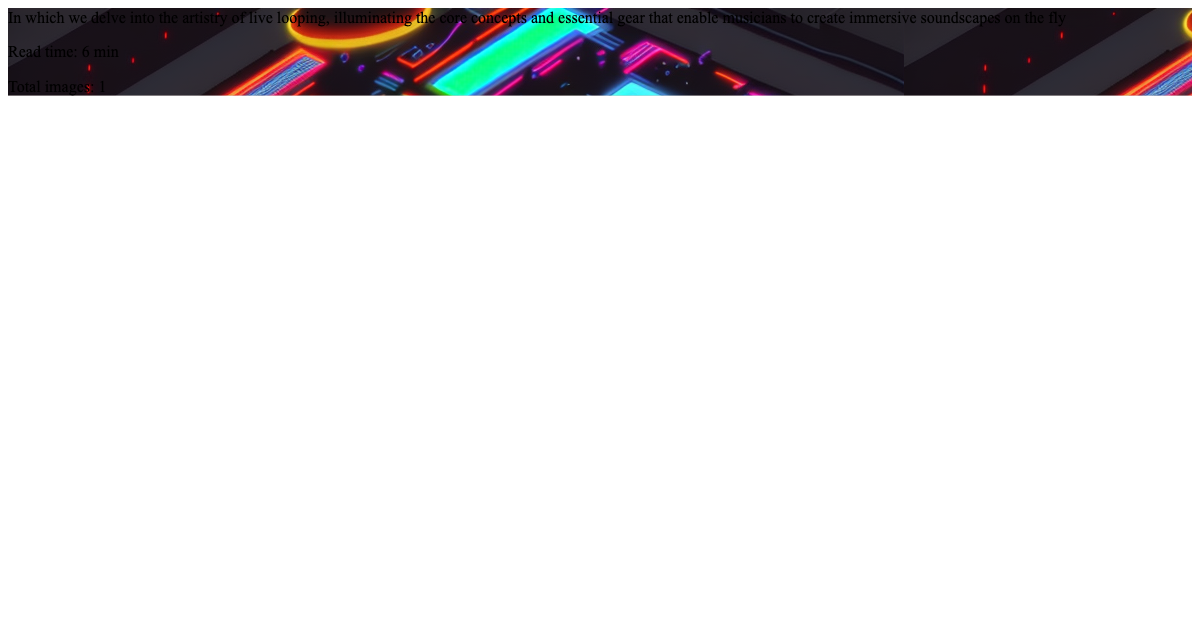 In which we delve into the artistry of live looping, illuminating the core concepts and essential gear that enable musicians to create immersive soundscapes on the fly
Read time: 6 min
Total images: 1